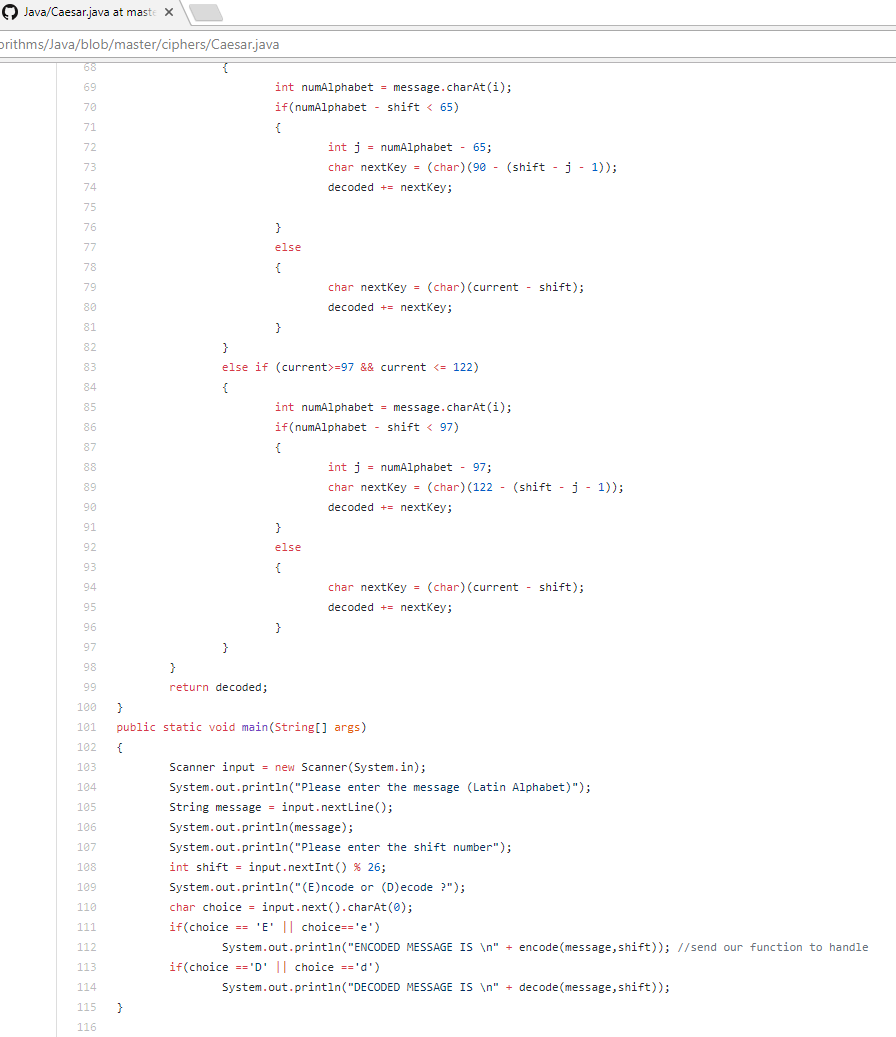 Java/Caesar.java at maste
orithms/Java/blob/master/ciphers/Caesar.java
68 {
69 int numAlphabet = message.charAt(i);
70 if(numAlphabet - shift < 65)
71 {
72 int j = numAlphabet - 65;
73 char nextKey = (char)(90 - (shift - j - 1));
74 decoded += nextKey;
75
76 }
77 else
78 {
79 char nextKey = (char)(current - shift);
80 decoded += nextKey;
81 }
82 }
83 else if (current>=97 && current <= 122)
84 {
85 int numAlphabet = message.charAt(i);
86 if(numAlphabet - shift < 97)
87 {
88 int j = numAlphabet - 97;
89 char nextKey = (char)(122 - (shift - j - 1));
90 decoded += nextKey;
91 }
92 else
93 {
94 char nextKey = (char)(current - shift);
95 decoded += nextKey;
96 }
97 }
98 }
99 return decoded;
100 }
101 public static void main(String[] args)
102 {
103 Scanner input = new Scanner(System.in);
104 System.out.println("Please enter the message (Latin Alphabet)");
105 String message = input.nextLine();
106 System.out.println(message);
107 System.out.println("Please enter the shift number");
108 int shift = input.nextInt() % 26;
109 System.out.println("(E)ncode or (D)ecode ?");
110 char choice = input.next().charAt(0);
111 if(choice == 'E' || choice=='e')
112 System.out.println("ENCODED MESSAGE IS \n" + encode(message,shift)); //send our function to handle
113 if(choice =='D' || choice =='d')
114 System.out.println("DECODED MESSAGE IS \n" + decode(message,shift));
115 }
116